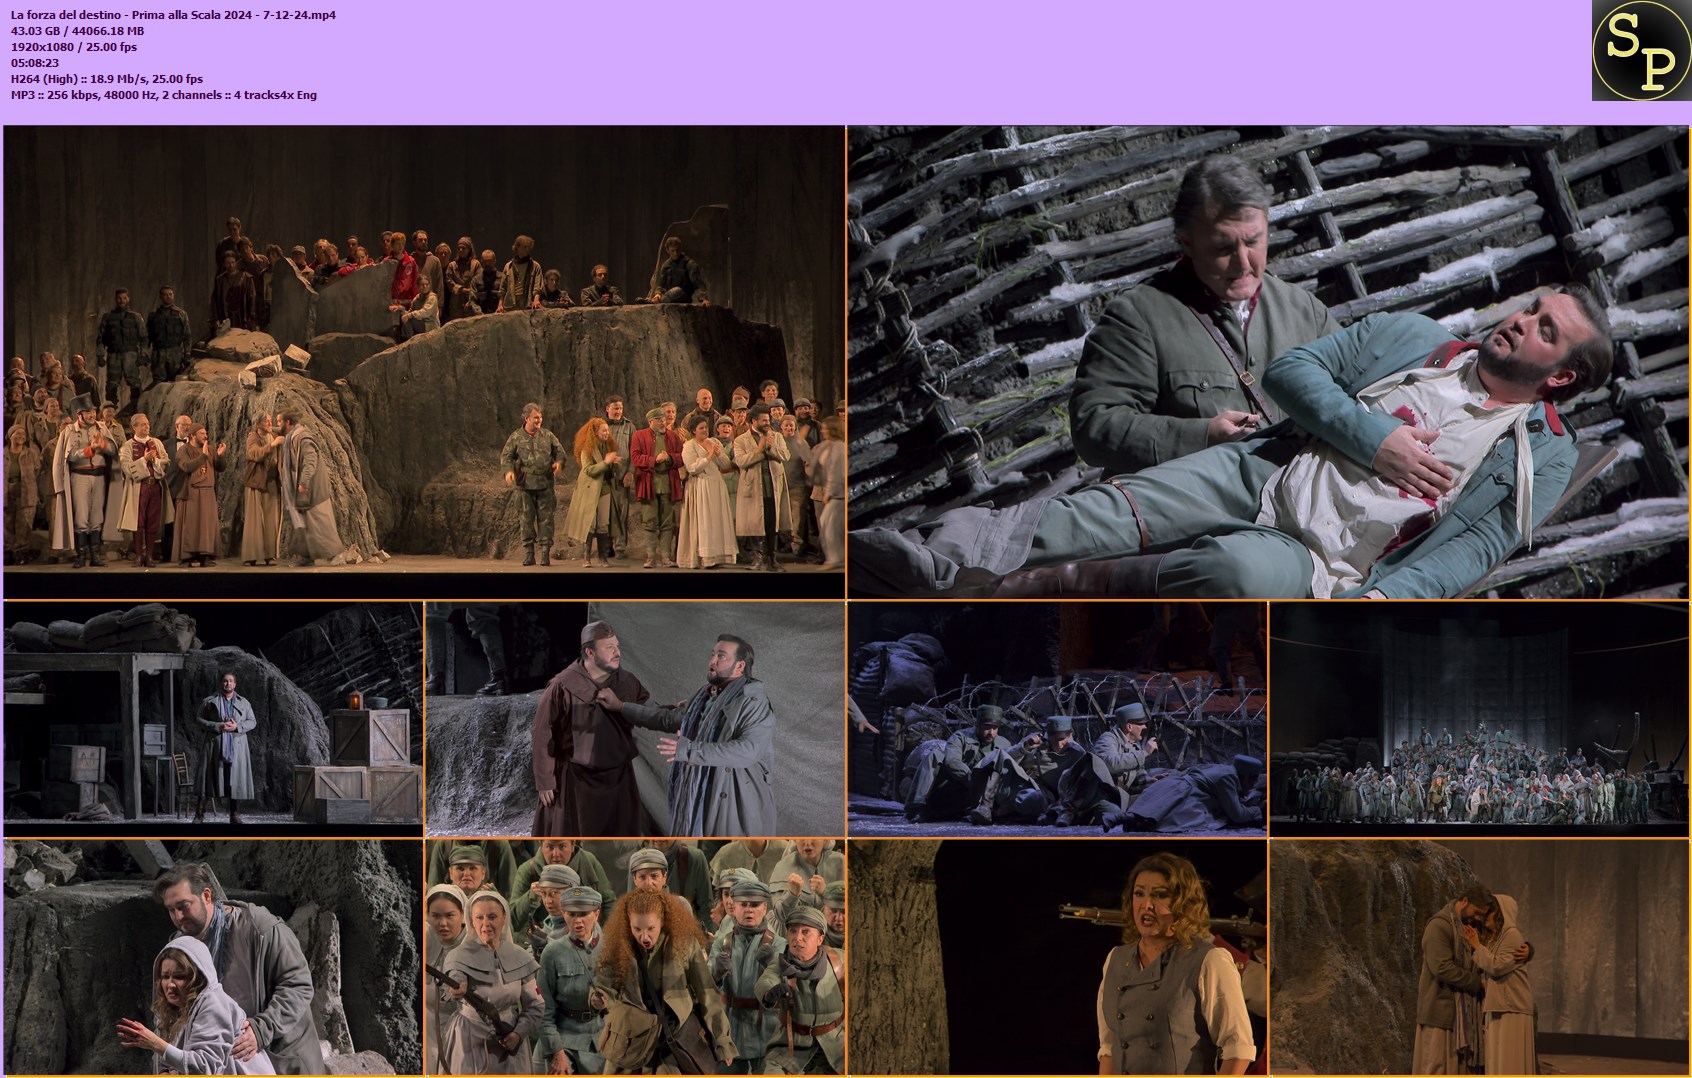 La forza del destino - Prima alla Scala 2024 - 7-12-24.mp4
43.03 GB / 44066.18 MB
1920x1080 / 25.00 fps
05:08:23
H264 (High) :: 18.9 Mb/s, 25.00 fps
MP3 :: 256 kbps, 48000 Hz, 2 channels :: 4 tracks4x Eng
SP